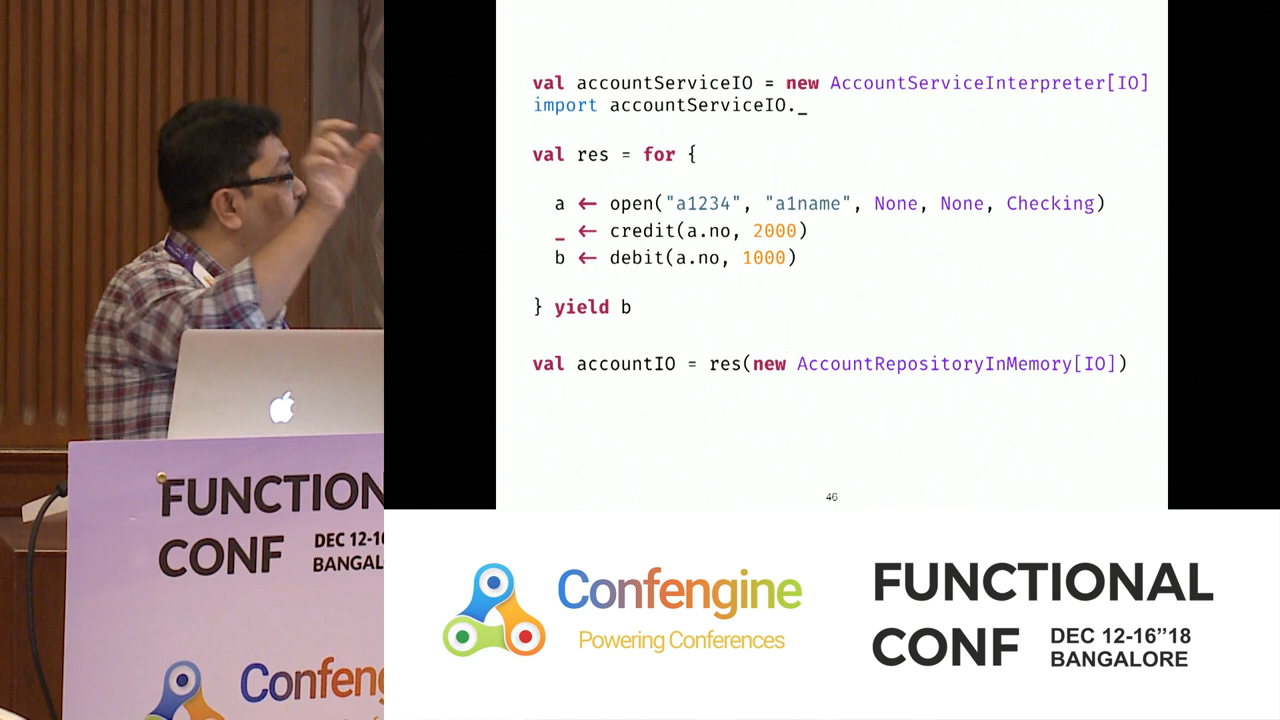 val accountServiceIO = new AccountServiceInterpreter[IO]
import accountServiceIO._
val res = for {
a ← open("a1234", "a1name", None, None, Checking)
_ ← credit(a.no, 2000)
b ← debit(a.no, 1000)
} yield b
val accountIO = res(new AccountRepositoryInMemory[IO])
46
FUNCTION
CONF
DEC 12-16
BANGAL
Confeng
Confengine
Powering Conferences
FUNCTIONAL
CONF
DEC 12-16”18
BANGALORE